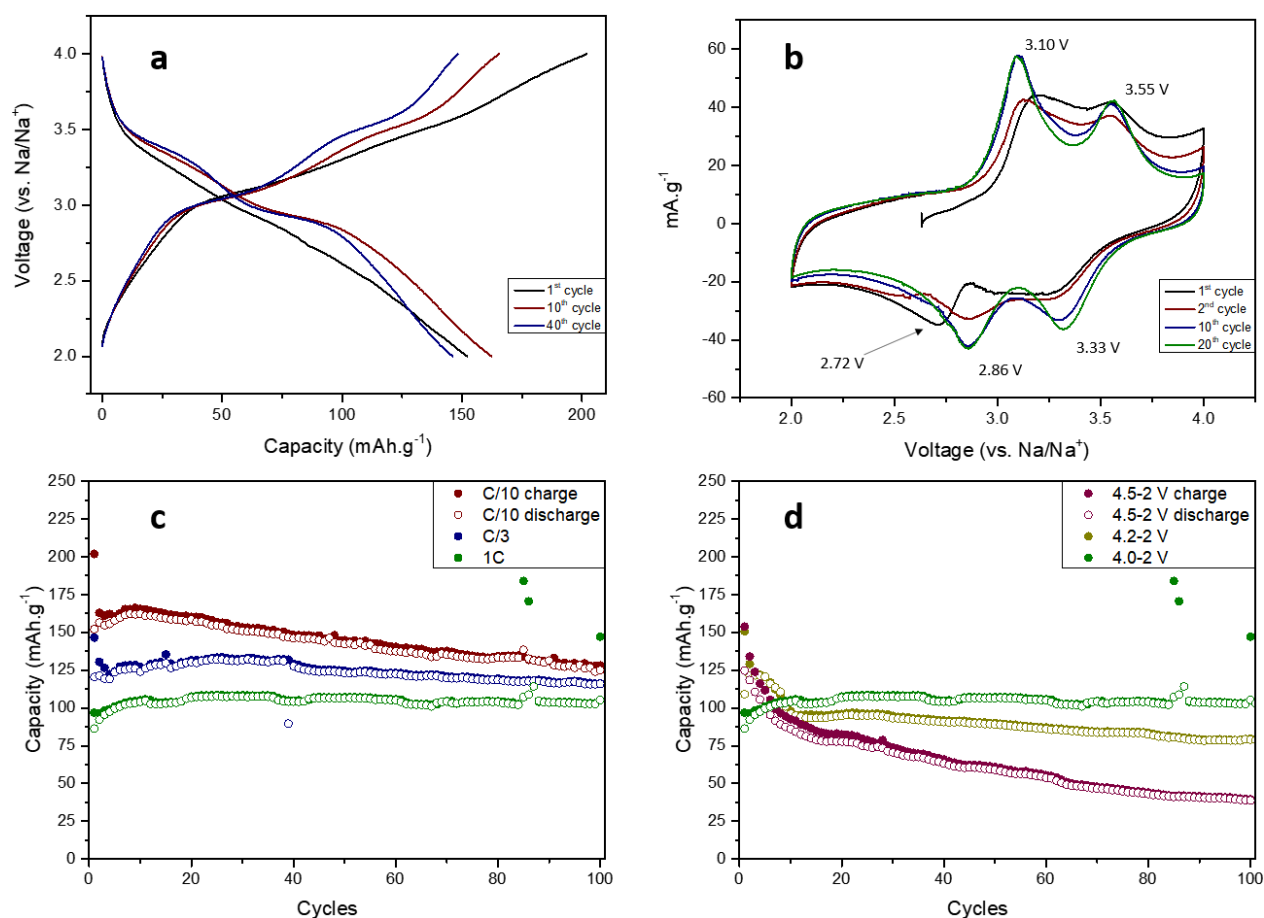 a
Voltage (vs. Na/Na⁺)
4.0
3.5
3.0
2.5
2.0
0
50
100
150
200
Capacity (mAh.g⁻¹)
1ˢᵗ cycle
10ᵗʰ cycle
40ᵗʰ cycle
b
mA.g⁻¹
60
40
20
0
-20
-40
-60
3.10 V
3.55 V
2.72 V
2.86 V
3.33 V
1ˢᵗ cycle
2ⁿᵈ cycle
10ᵗʰ cycle
20ᵗʰ cycle
2.0
2.5
3.0
3.5
4.0
Voltage (vs. Na/Na⁺)
c
Capacity (mAh.g⁻¹)
250
225
200
175
150
125
100
75
50
25
0
C/10 charge
C/10 discharge
C/3
1C
0
20
40
60
80
100
Cycles
d
Capacity (mAh.g⁻¹)
250
225
200
175
150
125
100
75
50
25
0
4.5-2 V charge
4.5-2 V discharge
4.2-2 V
4.0-2 V
0
20
40
60
80
100
Cycles